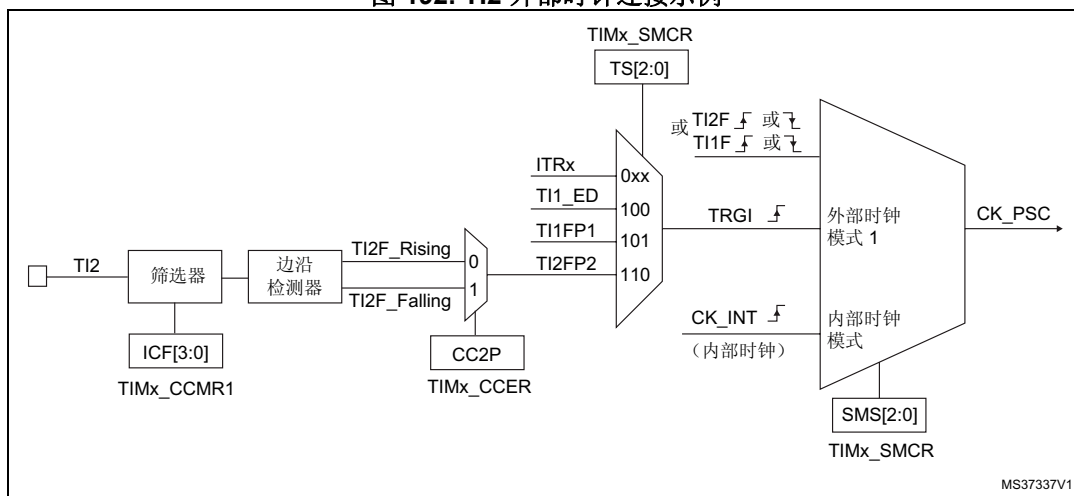 TIMx_SMCR
TS[2:0]
或 TI2F 或
TI1F 或
ITRx
0xx
TI1_ED
100
TRGI
外部时钟
模式 1
CK_PSC
TI1FP1
101
TI2FP2
110
TI2
筛选器
边沿
检测器
TI2F_Rising
0
TI2F_Falling
1
CK_INT
(内部时钟)
内部时钟
模式
ICF[3:0]
TIMx_CCMR1
CC2P
TIMx_CCER
SMS[2:0]
TIMx_SMCR
MS37337V1